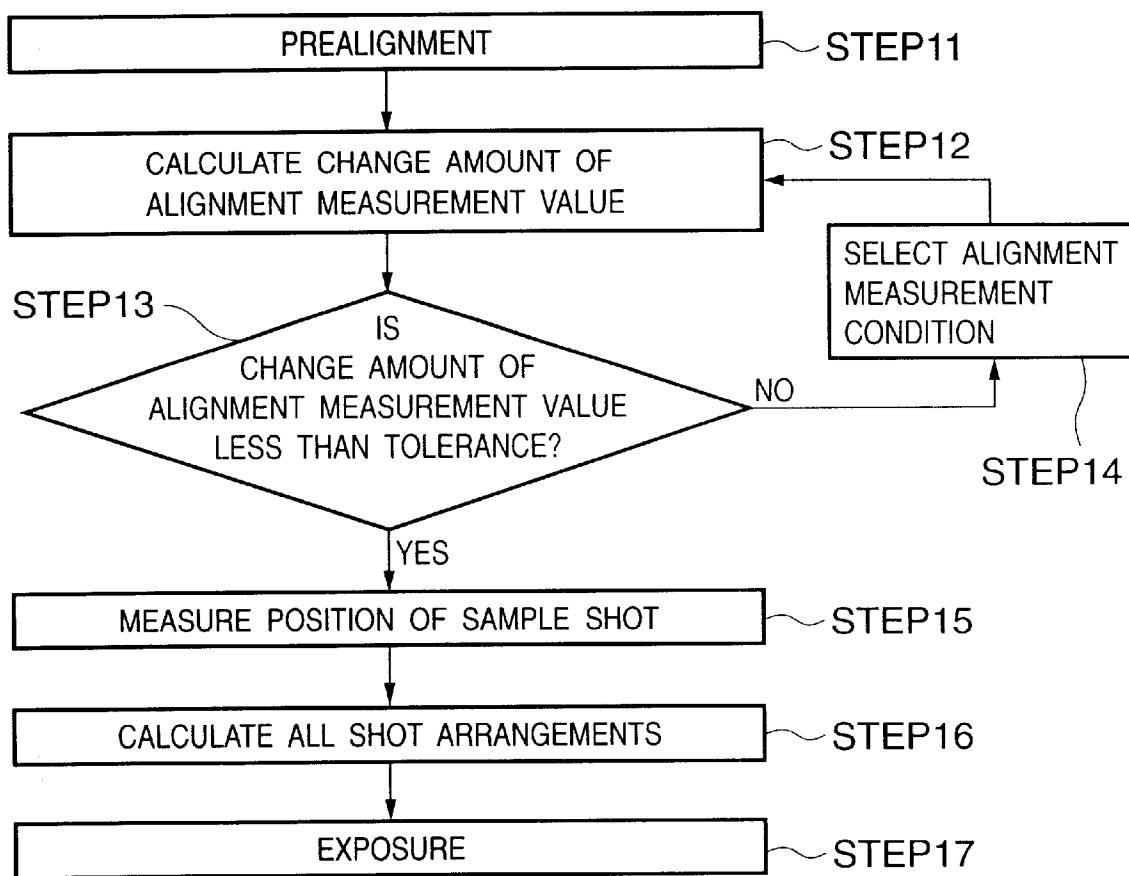 PREALIGNMENT
STEP11
CALCULATE CHANGE AMOUNT OF
ALIGNMENT MEASUREMENT VALUE
STEP12
SELECT ALIGNMENT
MEASUREMENT
CONDITION
STEP14
STEP13
IS
CHANGE AMOUNT OF
ALIGNMENT MEASUREMENT VALUE
LESS THAN TOLERANCE?
NO
YES
MEASURE POSITION OF SAMPLE SHOT
STEP15
CALCULATE ALL SHOT ARRANGEMENTS
STEP16
EXPOSURE
STEP17